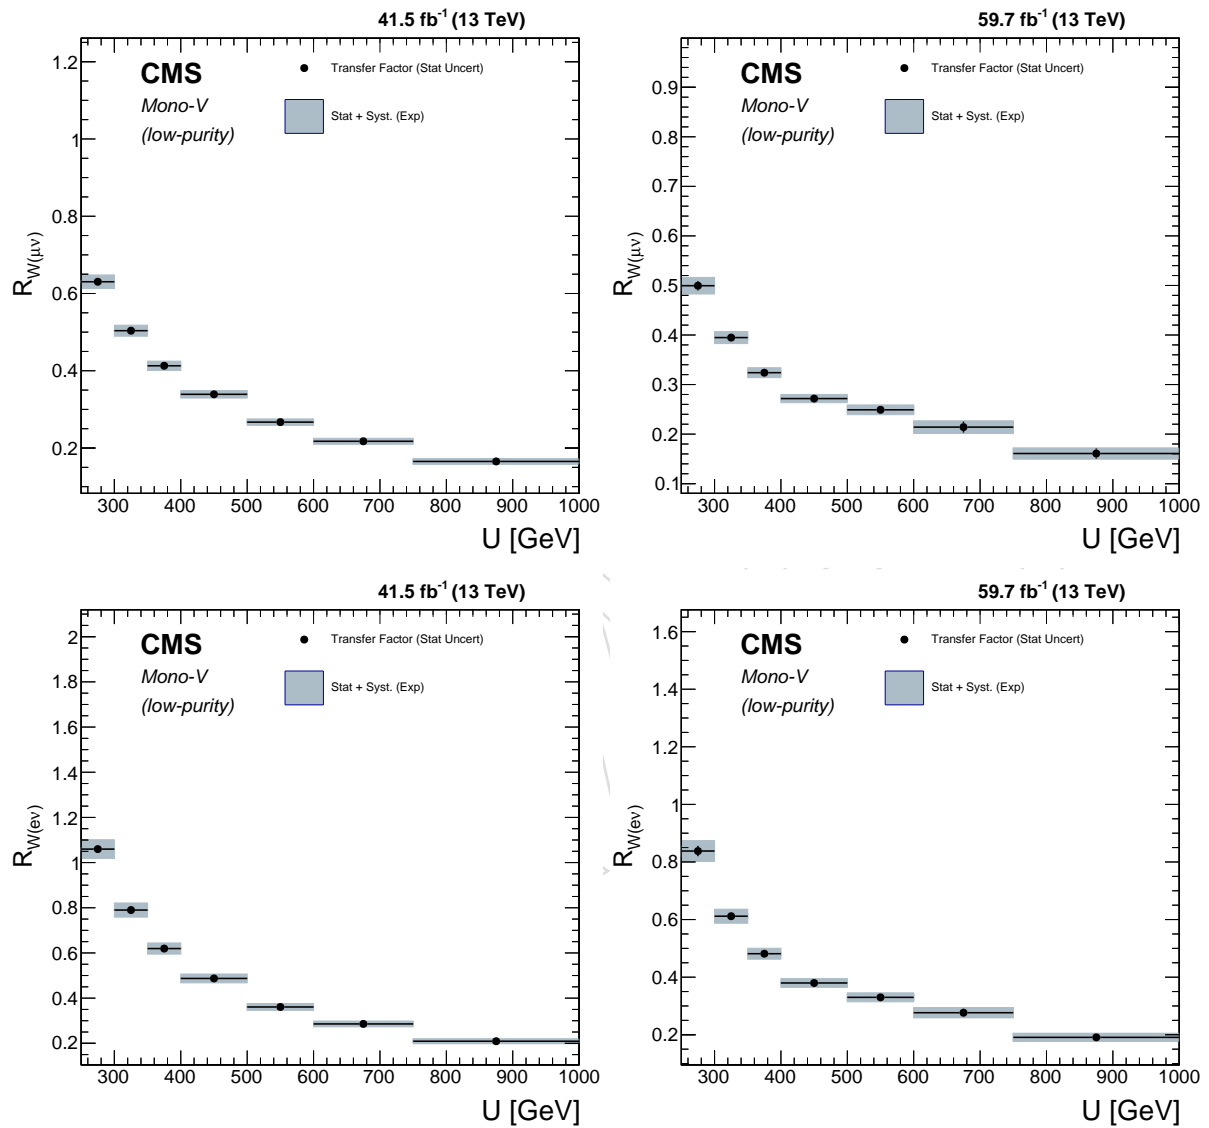 41.5 fb⁻¹ (13 TeV)
CMS
Mono-V
(low-purity)
Transfer Factor (Stat Uncert)
Stat + Syst. (Exp)
1.2
1
0.8
0.6
0.4
0.2
R_W(μν)
300 400 500 600 700 800 900 1000
U [GeV]
59.7 fb⁻¹ (13 TeV)
CMS
Mono-V
(low-purity)
Transfer Factor (Stat Uncert)
Stat + Syst. (Exp)
0.9
0.8
0.7
0.6
0.5
0.4
0.3
0.2
0.1
R_W(μν)
300 400 500 600 700 800 900 1000
U [GeV]
41.5 fb⁻¹ (13 TeV)
CMS
Mono-V
(low-purity)
Transfer Factor (Stat Uncert)
Stat + Syst. (Exp)
2
1.8
1.6
1.4
1.2
1
0.8
0.6
0.4
0.2
R_W(eν)
300 400 500 600 700 800 900 1000
U [GeV]
59.7 fb⁻¹ (13 TeV)
CMS
Mono-V
(low-purity)
Transfer Factor (Stat Uncert)
Stat + Syst. (Exp)
1.6
1.4
1.2
1
0.8
0.6
0.4
0.2
R_W(eν)
300 400 500 600 700 800 900 1000
U [GeV]